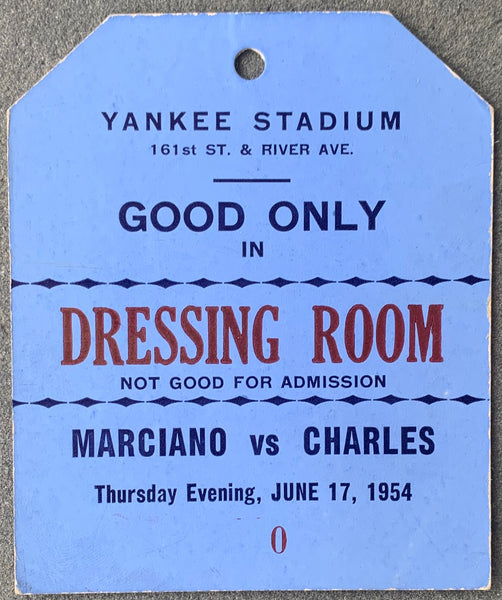 YANKEE STADIUM
161st ST. & RIVER AVE.
GOOD ONLY
IN
DRESSING ROOM
NOT GOOD FOR ADMISSION
MARCIANO vs CHARLES
Thursday Evening, JUNE 17, 1954
0